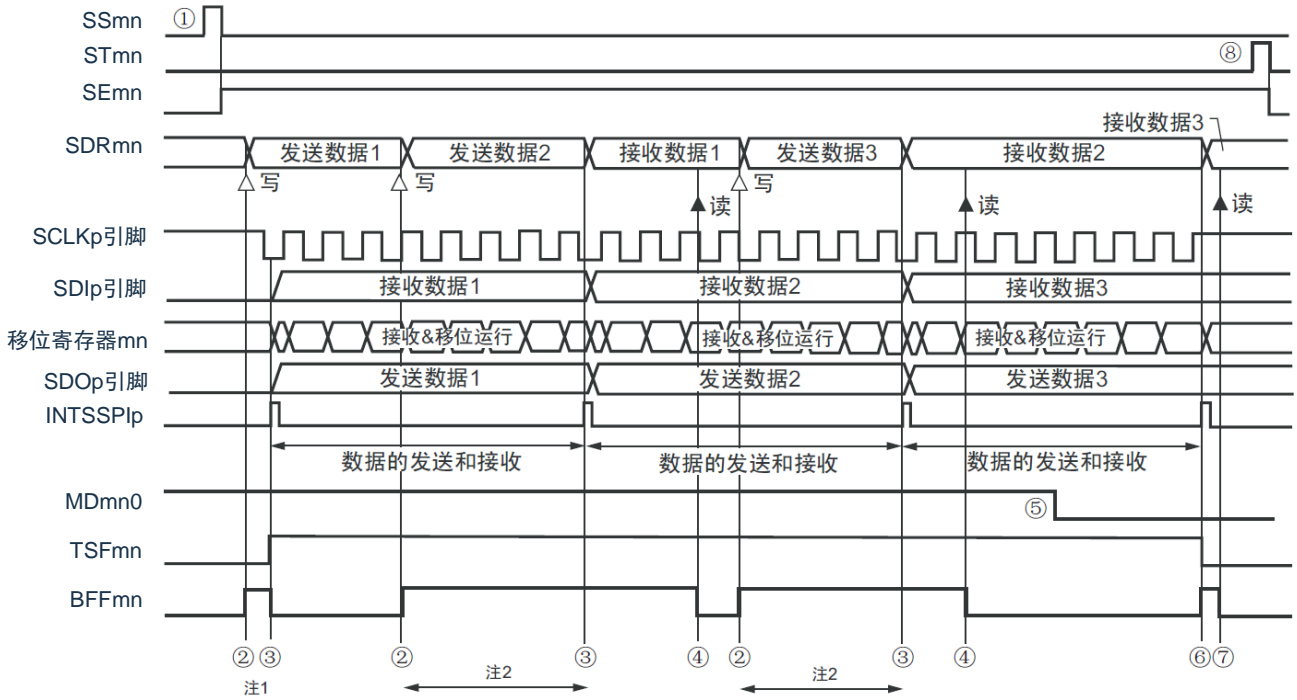 SSmn ①
STmn ⑧
SEmn
接收数据3
SDRmn 发送数据1 发送数据2 接收数据1 发送数据3 接收数据2
写 写 读 写 读 读
SCLKp引脚
SDIp引脚 接收数据1 接收数据2 接收数据3
移位寄存器mn 接收&移位运行 接收&移位运行 接收&移位运行
SDOp引脚 发送数据1 发送数据2 发送数据3
INTSSPIp
数据的发送和接收 数据的发送和接收 数据的发送和接收
MDmn0 ⑤
TSFmn
BFFmn
② ③ ② ③ ④ ② ③ ④ ⑥ ⑦
注1 注2 注2